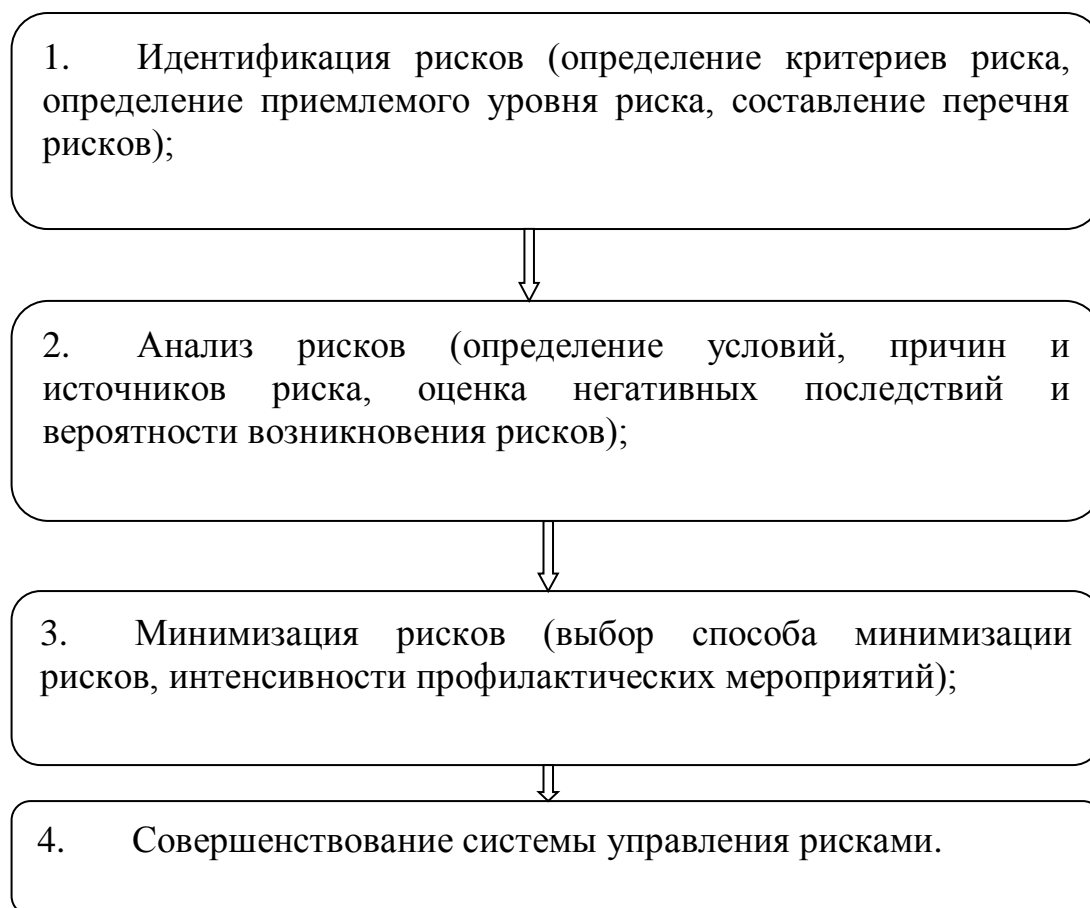 1. Идентификация рисков (определение критериев риска,
определение приемлемого уровня риска, составление перечня
рисков);
2. Анализ рисков (определение условий, причин и
источников риска, оценка негативных последствий и
вероятности возникновения рисков);
3. Минимизация рисков (выбор способа минимизации
рисков, интенсивности профилактических мероприятий);
4. Совершенствование системы управления рисками.